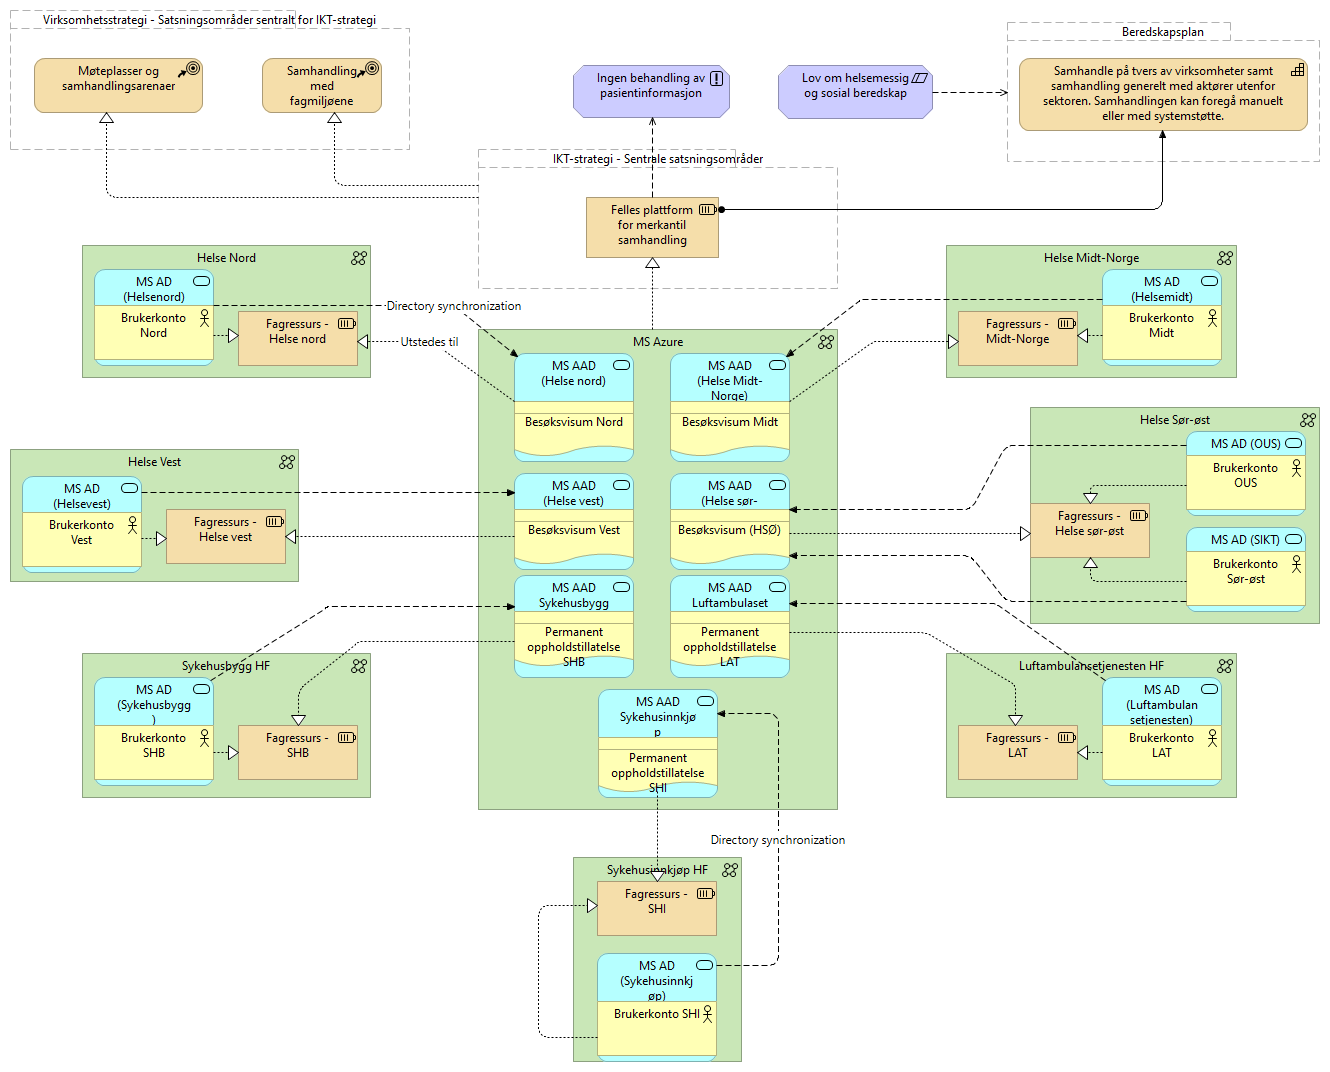 Virksomhetsstrategi - Satsningsområder sentralt for IKT-strategi
Møteplasser og
samhandlingsarenaer
Samhandling
med
fagmiljøene
Ingen behandling av
pasientinformasjon
Lov om helsemessig
og sosial beredskap
Beredskapsplan
Samhandle på tvers av virksomheter samt
samhandling generelt med aktører utenfor
sektoren. Samhandlingen kan foregå manuelt
eller med systemstøtte.
IKT-strategi - Sentrale satsningsområder
Felles plattform
for merkantil
samhandling
Helse Nord
MS AD
(Helsenord)
Brukerkonto
Nord
Fagressurs -
Helse nord
Directory synchronization
Utstedes til
Helse Midt-Norge
MS AD
(Helsemidt)
Brukerkonto
Midt
Fagressurs -
Midt-Norge
MS Azure
MS AAD
(Helse nord)
Besøksvisum Nord
MS AAD
(Helse Midt-
Norge)
Besøksvisum Midt
Helse Vest
MS AD
(Helsevest)
Brukerkonto
Vest
Fagressurs -
Helse vest
MS AAD
(Helse vest)
Besøksvisum Vest
MS AAD
(Helse sør-
Besøksvisum (HSØ)
Helse Sør-øst
MS AD (OUS)
Brukerkonto
OUS
Fagressurs -
Helse sør-øst
MS AD (SIKT)
Brukerkonto
Sør-øst
MS AAD
Sykehusbygg
Permanent
oppholdstillatelse
SHB
MS AAD
Luftambulaset
Permanent
oppholdstillatelse
LAT
Sykehusbygg HF
MS AD
(Sykehusbygg
)
Brukerkonto
SHB
Fagressurs -
SHB
Luftambulansetjenesten HF
MS AD
(Luftambulan
setjenesten)
Brukerkonto
LAT
Fagressurs -
LAT
MS AAD
Sykehusinnkjø
p
Permanent
oppholdstillatelse
SHI
Directory synchronization
Sykehusinnkjøp HF
Fagressurs -
SHI
MS AD
(Sykehusinnkj
øp)
Brukerkonto SHI